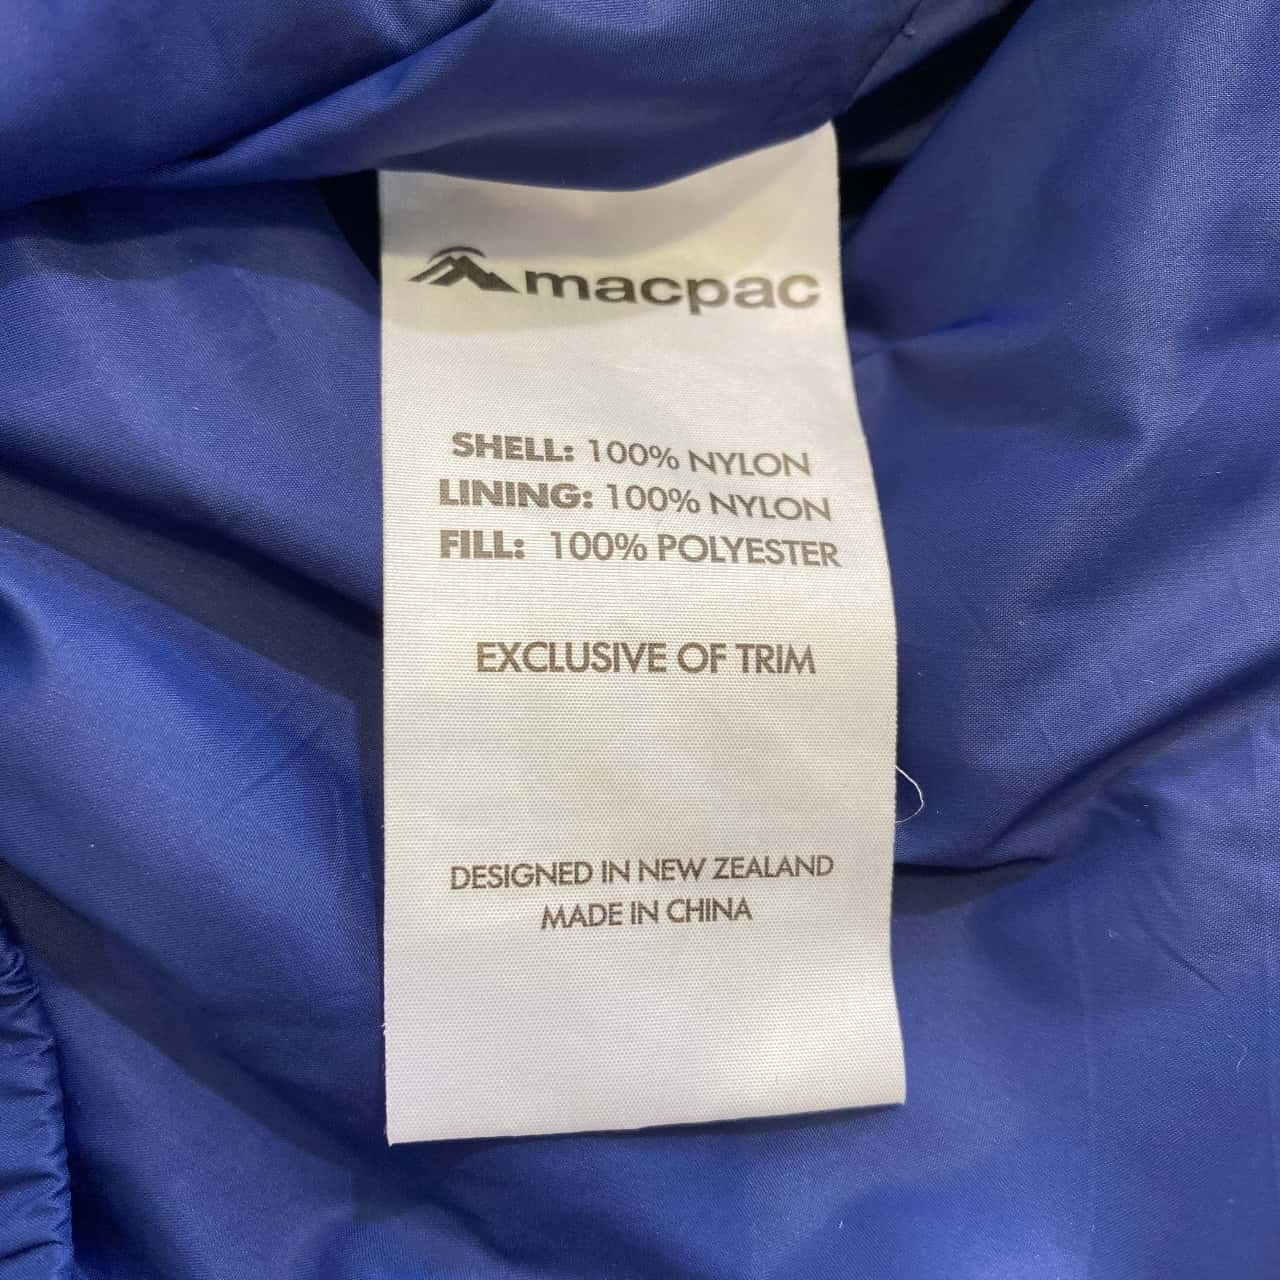 macpac
SHELL: 100% NYLON
LINING: 100% NYLON
FILL: 100% POLYESTER
EXCLUSIVE OF TRIM
DESIGNED IN NEW ZEALAND
MADE IN CHINA